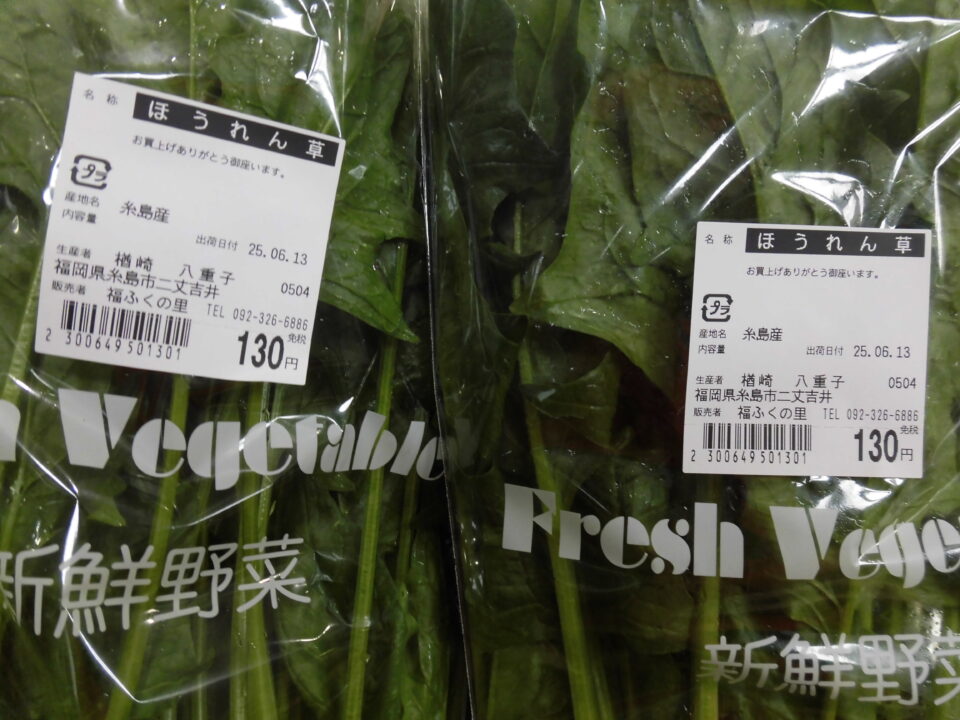 名称 ほうれん草
お買上げありがとう御座います。
プラ
産地名 糸島産
内容量
出荷日付 25.06.13
生産者 楢崎 八重子 0504
福岡県糸島市二丈吉井
販売者 福ふくの里 TEL 092-326-6886
2 300649 501301
免税
130円
Vegetable
新鮮野菜
名称 ほうれん草
お買上げありがとう御座います。
プラ
産地名 糸島産
内容量
出荷日付 25.06.13
生産者 楢崎 八重子 0504
福岡県糸島市二丈吉井
販売者 福ふくの里 TEL 092-326-6886
2 300649 501301
免税
130円
Fresh Vege
新鮮野菜